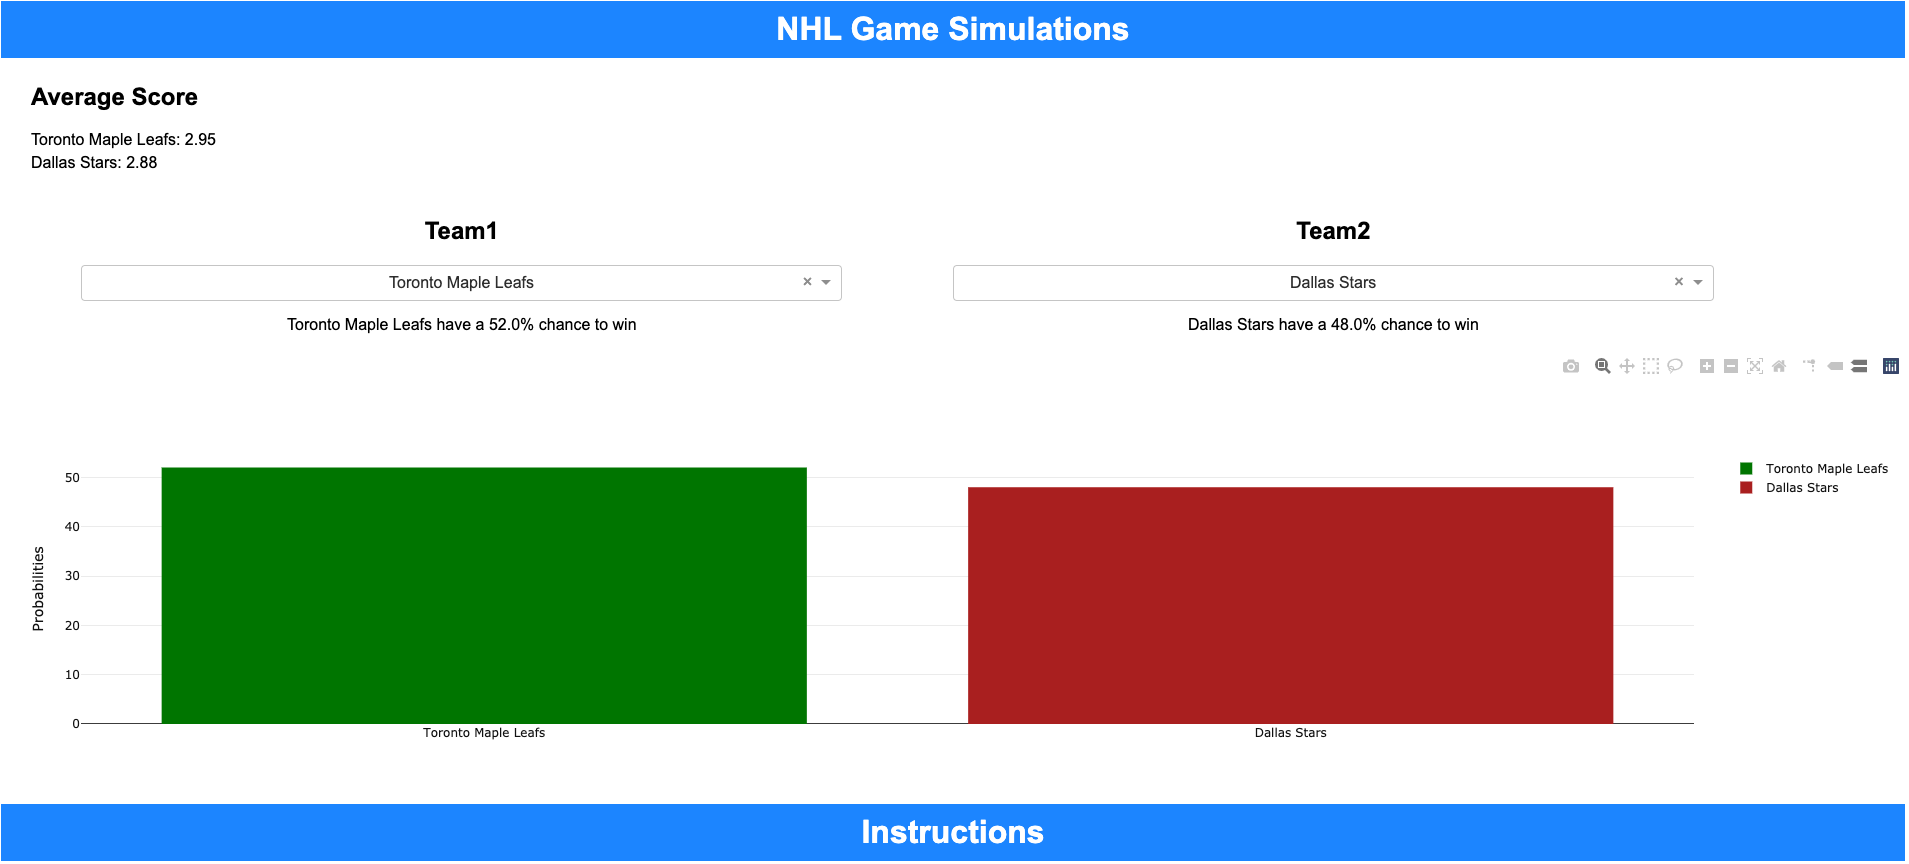 NHL Game Simulations
Average Score
Toronto Maple Leafs: 2.95
Dallas Stars: 2.88
Team1
Team2
Toronto Maple Leafs
Dallas Stars
Toronto Maple Leafs have a 52.0% chance to win
Dallas Stars have a 48.0% chance to win
Probabilities
50
40
30
20
10
0
Toronto Maple Leafs
Dallas Stars
Toronto Maple Leafs
Dallas Stars
Instructions